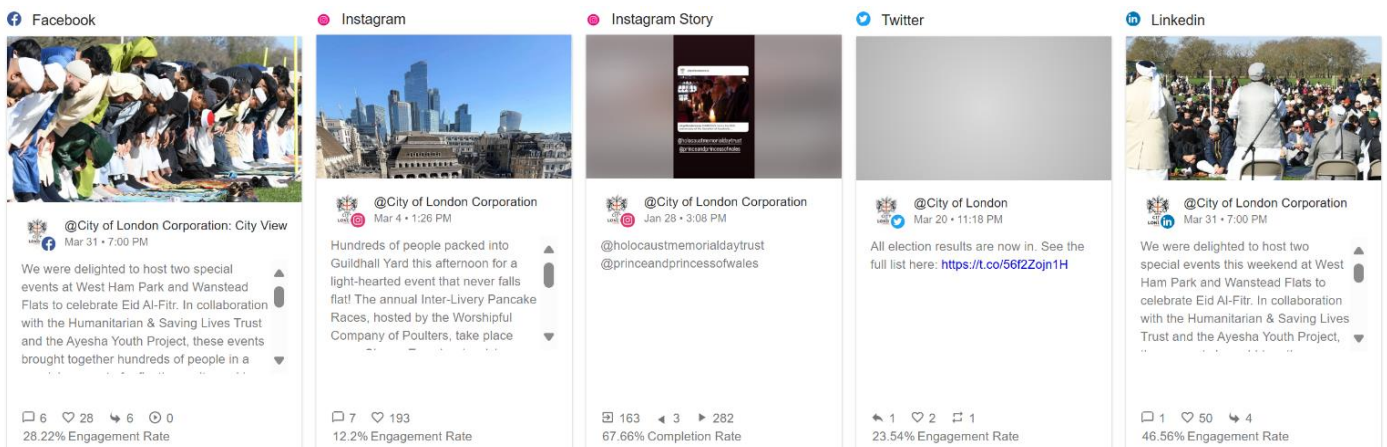 Facebook
@City of London Corporation: City View
Mar 31 • 7:00 PM
We were delighted to host two special
events at West Ham Park and Wanstead
Flats to celebrate Eid Al-Fitr. In collaboration
with the Humanitarian & Saving Lives Trust
and the Ayesha Youth Project, these events
brought together hundreds of people in a
6 28 6 0
28.22% Engagement Rate
Instagram
@City of London Corporation
Mar 4 • 1:26 PM
Hundreds of people packed into
Guildhall Yard this afternoon for a
light-hearted event that never falls
flat! The annual Inter-Livery Pancake
Races, hosted by the Worshipful
Company of Poulters, take place
7 193
12.2% Engagement Rate
Instagram Story
@holocaustmemorialdaytrust
@princeandprincessofwales
@City of London Corporation
Jan 28 • 3:08 PM
@holocaustmemorialdaytrust
@princeandprincessofwales
163 3 282
67.66% Completion Rate
Twitter
@City of London
Mar 20 • 11:18 PM
All election results are now in. See the
full list here: https://t.co/56f2Zojn1H
1 2 1
23.54% Engagement Rate
Linkedin
@City of London Corporation
Mar 31 • 7:00 PM
We were delighted to host two
special events this weekend at West
Ham Park and Wanstead Flats to
celebrate Eid Al-Fitr. In collaboration
with the Humanitarian & Saving Lives
Trust and the Ayesha Youth Project,
1 50 4
46.56% Engagement Rate